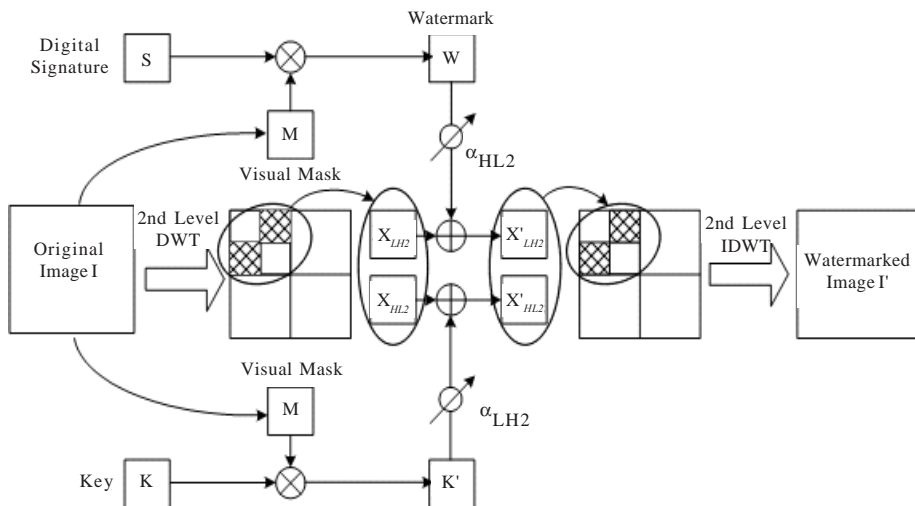 Watermark
Digital
Signature
S
W
M
α_HL2
Visual Mask
Original
Image I
2nd Level
DWT
X_LH2
X'_LH2
X_HL2
X'_HL2
2nd Level
IDWT
Watermarked
Image I'
Visual Mask
M
α_LH2
Key
K
K'